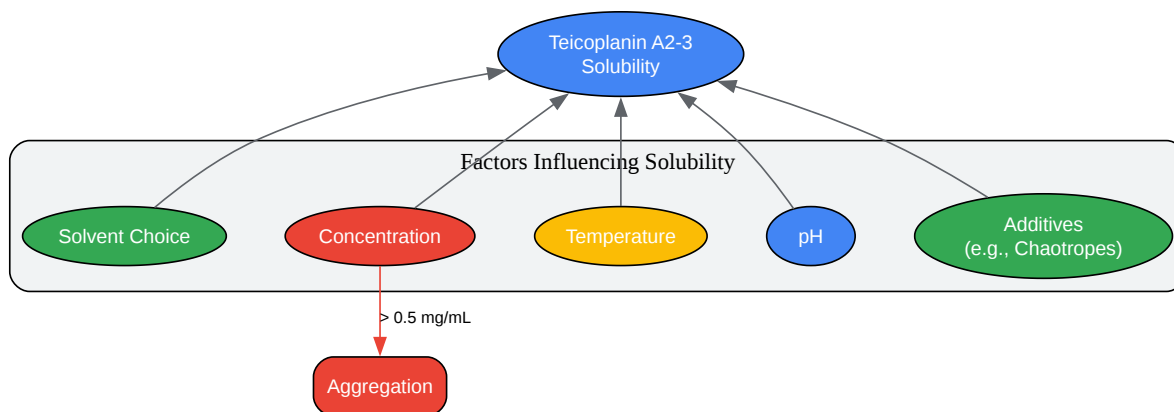 Teicoplanin A2-3
Solubility
Factors Influencing Solubility
Solvent Choice
Concentration
Temperature
pH
Additives
(e.g., Chaotropes)
> 0.5 mg/mL
Aggregation